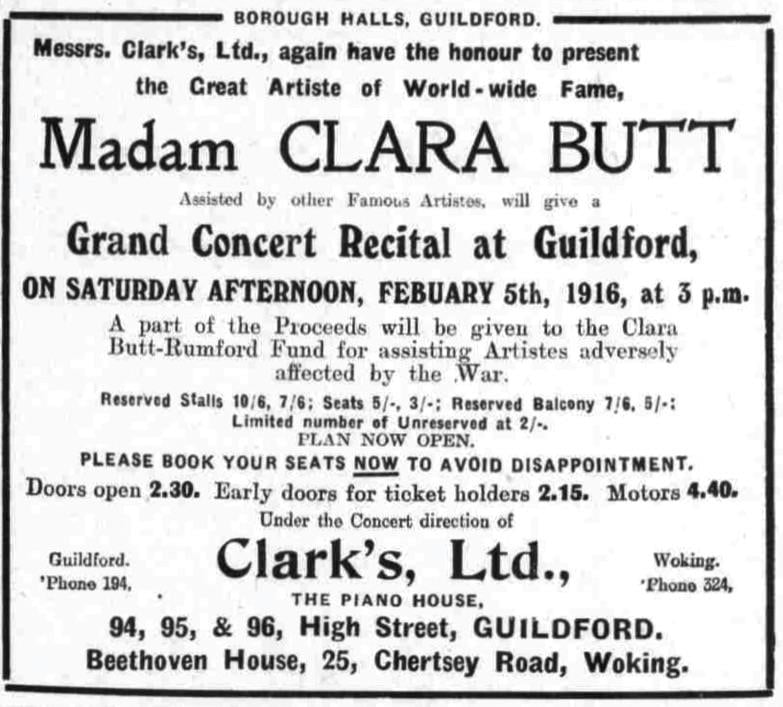 BOROUGH HALLS, GUILDFORD.
Messrs. Clark's, Ltd., again have the honour to present
the Great Artiste of World-wide Fame,
Madam CLARA BUTT
Assisted by other Famous Artistes, will give a
Grand Concert Recital at Guildford,
ON SATURDAY AFTERNOON, FEBUARY 5th, 1916, at 3 p.m.
A part of the Proceeds will be given to the Clara
Butt-Rumford Fund for assisting Artistes adversely
affected by the War.
Reserved Stalls 10/6, 7/6; Seats 5/-, 3/-; Reserved Balcony 7/6, 5/-:
Limited number of Unreserved at 2/-.
PLAN NOW OPEN.
PLEASE BOOK YOUR SEATS NOW TO AVOID DISAPPOINTMENT.
Doors open 2.30. Early doors for ticket holders 2.15. Motors 4.40.
Under the Concert direction of
Clark's, Ltd.,
Guildford.
'Phone 194,
Woking.
'Phone 324,
THE PIANO HOUSE,
94, 95, & 96, High Street, GUILDFORD.
Beethoven House, 25, Chertsey Road, Woking.